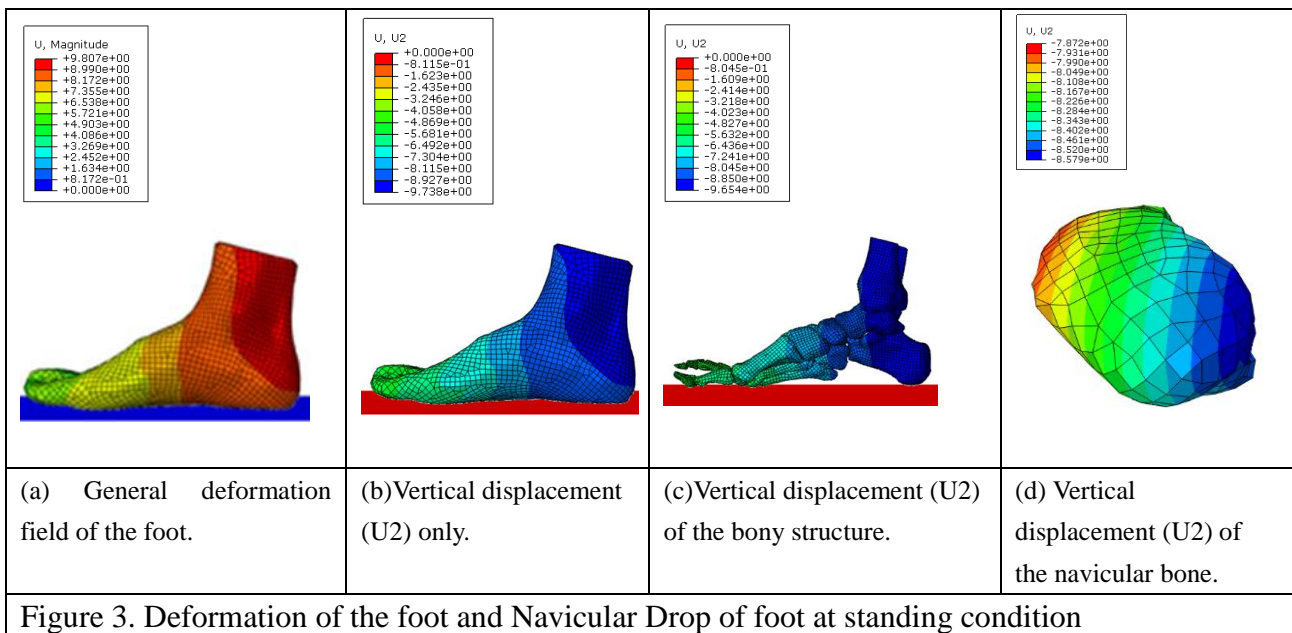 U, Magnitude
+9.807e+00
+8.990e+00
+8.172e+00
+7.355e+00
+6.538e+00
+5.721e+00
+4.903e+00
+4.086e+00
+3.269e+00
+2.452e+00
+1.634e+00
+8.172e-01
+0.000e+00
U, U2
+0.000e+00
-8.115e-01
-1.623e+00
-2.435e+00
-3.246e+00
-4.058e+00
-4.869e+00
-5.681e+00
-6.492e+00
-7.304e+00
-8.115e+00
-8.927e+00
-9.738e+00
U, U2
+0.000e+00
-8.045e-01
-1.609e+00
-2.414e+00
-3.218e+00
-4.023e+00
-4.827e+00
-5.632e+00
-6.436e+00
-7.241e+00
-8.045e+00
-8.850e+00
-9.654e+00
U, U2
-7.872e+00
-7.931e+00
-7.990e+00
-8.049e+00
-8.108e+00
-8.167e+00
-8.226e+00
-8.284e+00
-8.343e+00
-8.402e+00
-8.461e+00
-8.520e+00
-8.579e+00
(a) General deformation
field of the foot.
(b)Vertical displacement
(U2) only.
(c)Vertical displacement (U2)
of the bony structure.
(d) Vertical
displacement (U2) of
the navicular bone.
Figure 3. Deformation of the foot and Navicular Drop of foot at standing condition